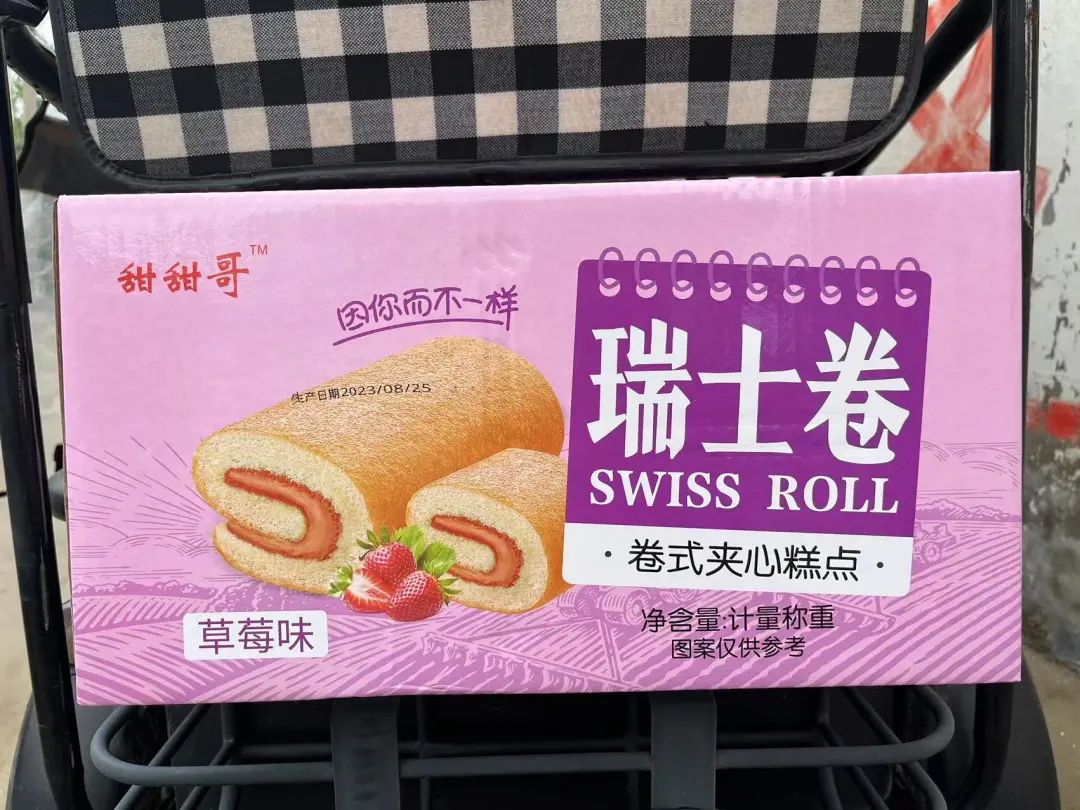 甜甜哥™
因你而不一样
生产日期2023/08/25
瑞士卷
SWISS ROLL
·卷式夹心糕点·
草莓味
净含量:计量称重
图案仅供参考